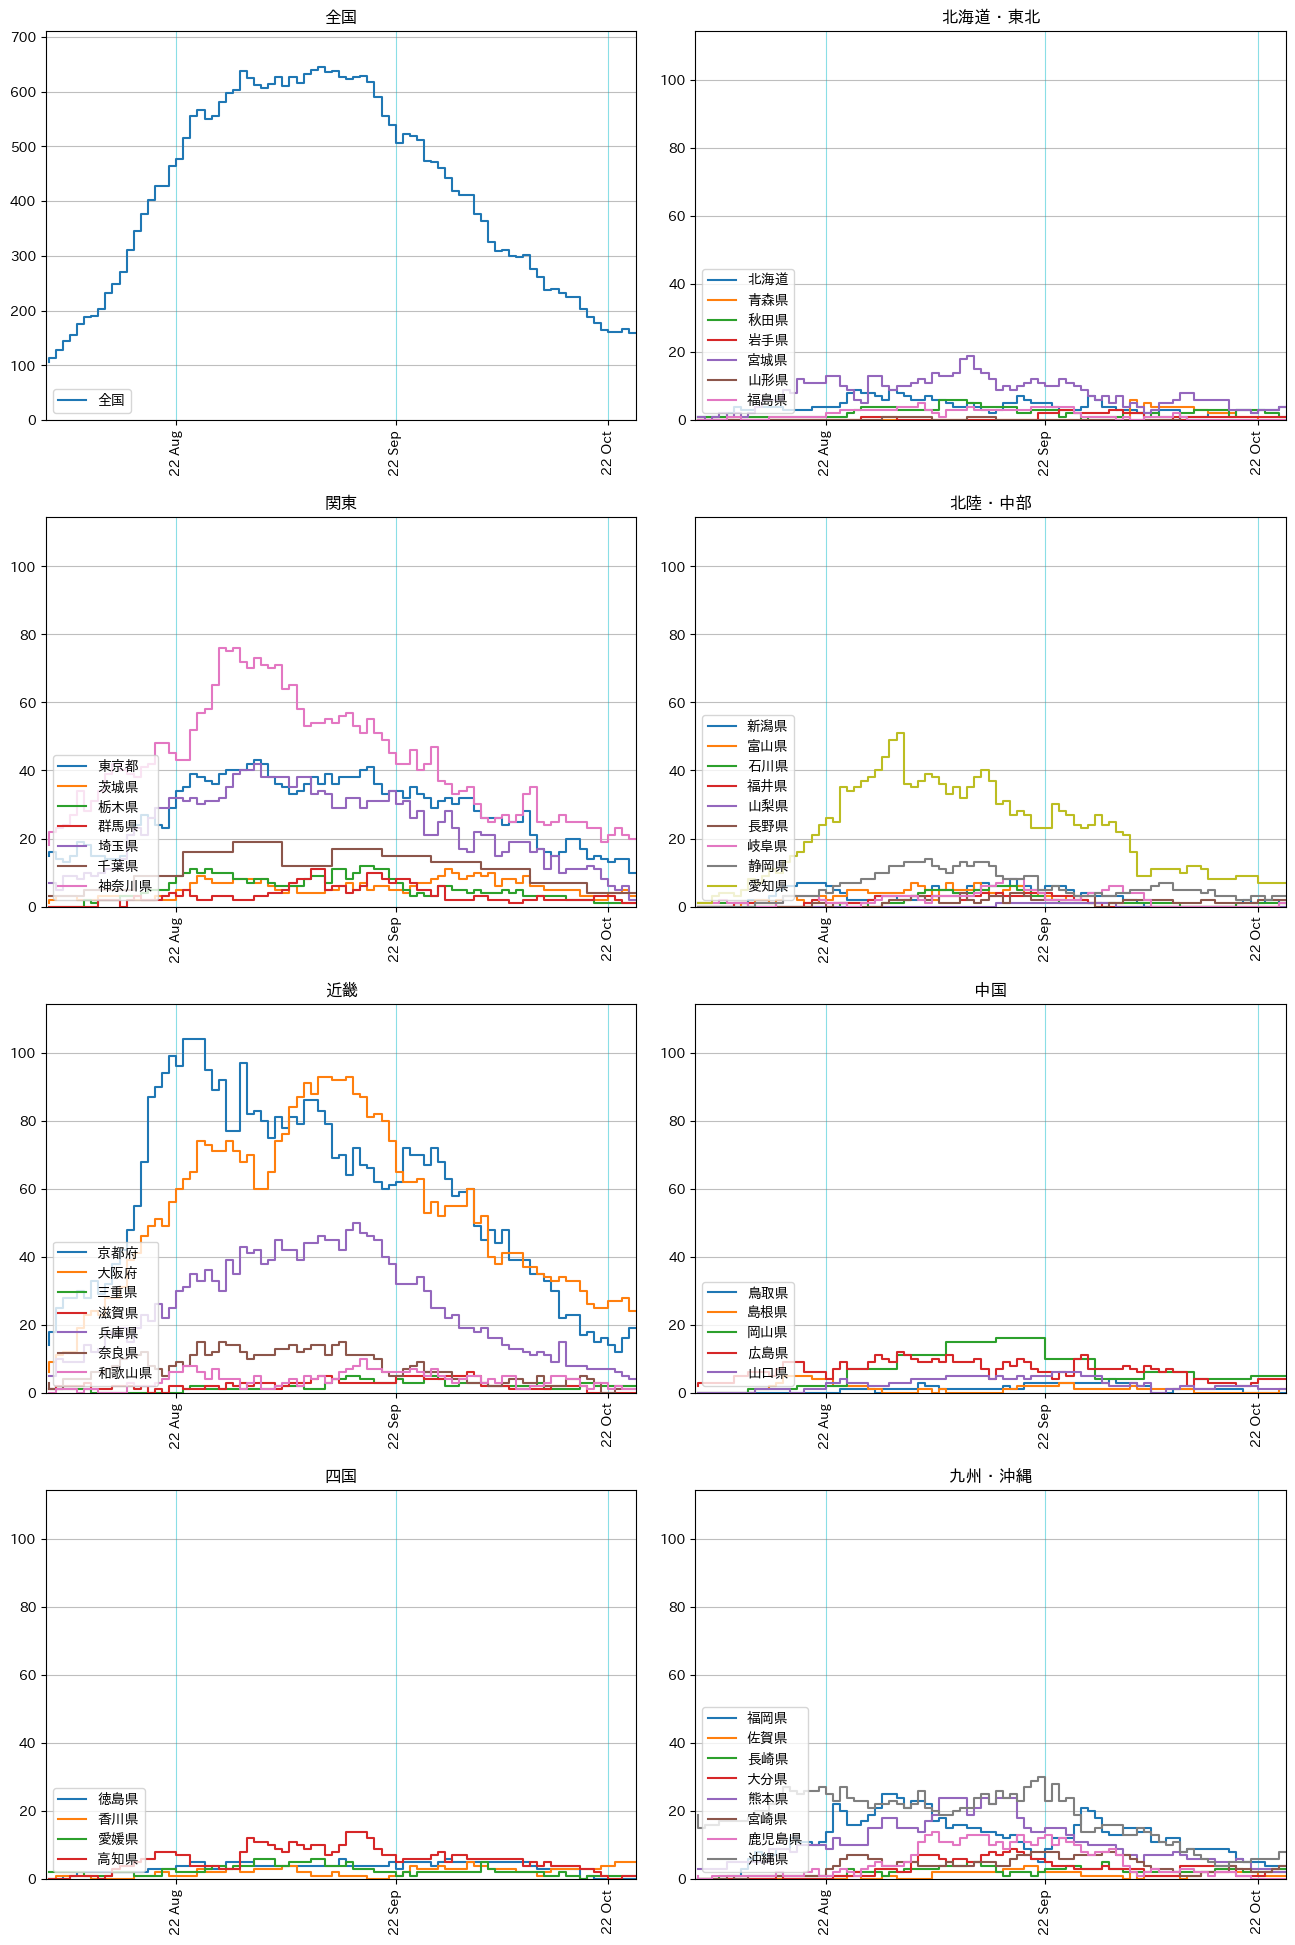 全国
700
600
500
400
300
200
100
0
全国
22 Aug
22 Sep
22 Oct
北海道・東北
100
80
60
40
20
0
北海道
青森県
秋田県
岩手県
宮城県
山形県
福島県
22 Aug
22 Sep
22 Oct
関東
100
80
60
40
20
0
東京都
茨城県
栃木県
群馬県
埼玉県
千葉県
神奈川県
22 Aug
22 Sep
22 Oct
北陸・中部
100
80
60
40
20
0
新潟県
富山県
石川県
福井県
山梨県
長野県
岐阜県
静岡県
愛知県
22 Aug
22 Sep
22 Oct
近畿
100
80
60
40
20
0
京都府
大阪府
三重県
滋賀県
兵庫県
奈良県
和歌山県
22 Aug
22 Sep
22 Oct
中国
100
80
60
40
20
0
鳥取県
島根県
岡山県
広島県
山口県
22 Aug
22 Sep
22 Oct
四国
100
80
60
40
20
0
徳島県
香川県
愛媛県
高知県
22 Aug
22 Sep
22 Oct
九州・沖縄
100
80
60
40
20
0
福岡県
佐賀県
長崎県
大分県
熊本県
宮崎県
鹿児島県
沖縄県
22 Aug
22 Sep
22 Oct